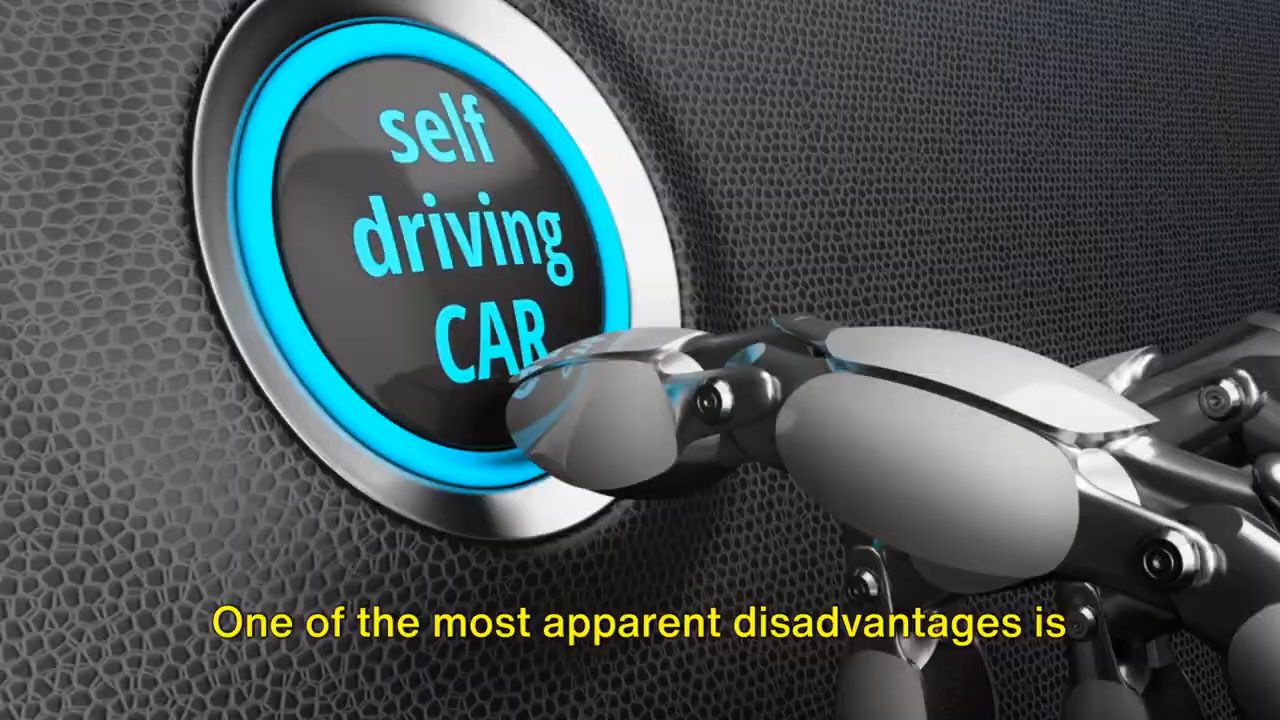 self
driving
CAR
One of the most apparent disadvantages is